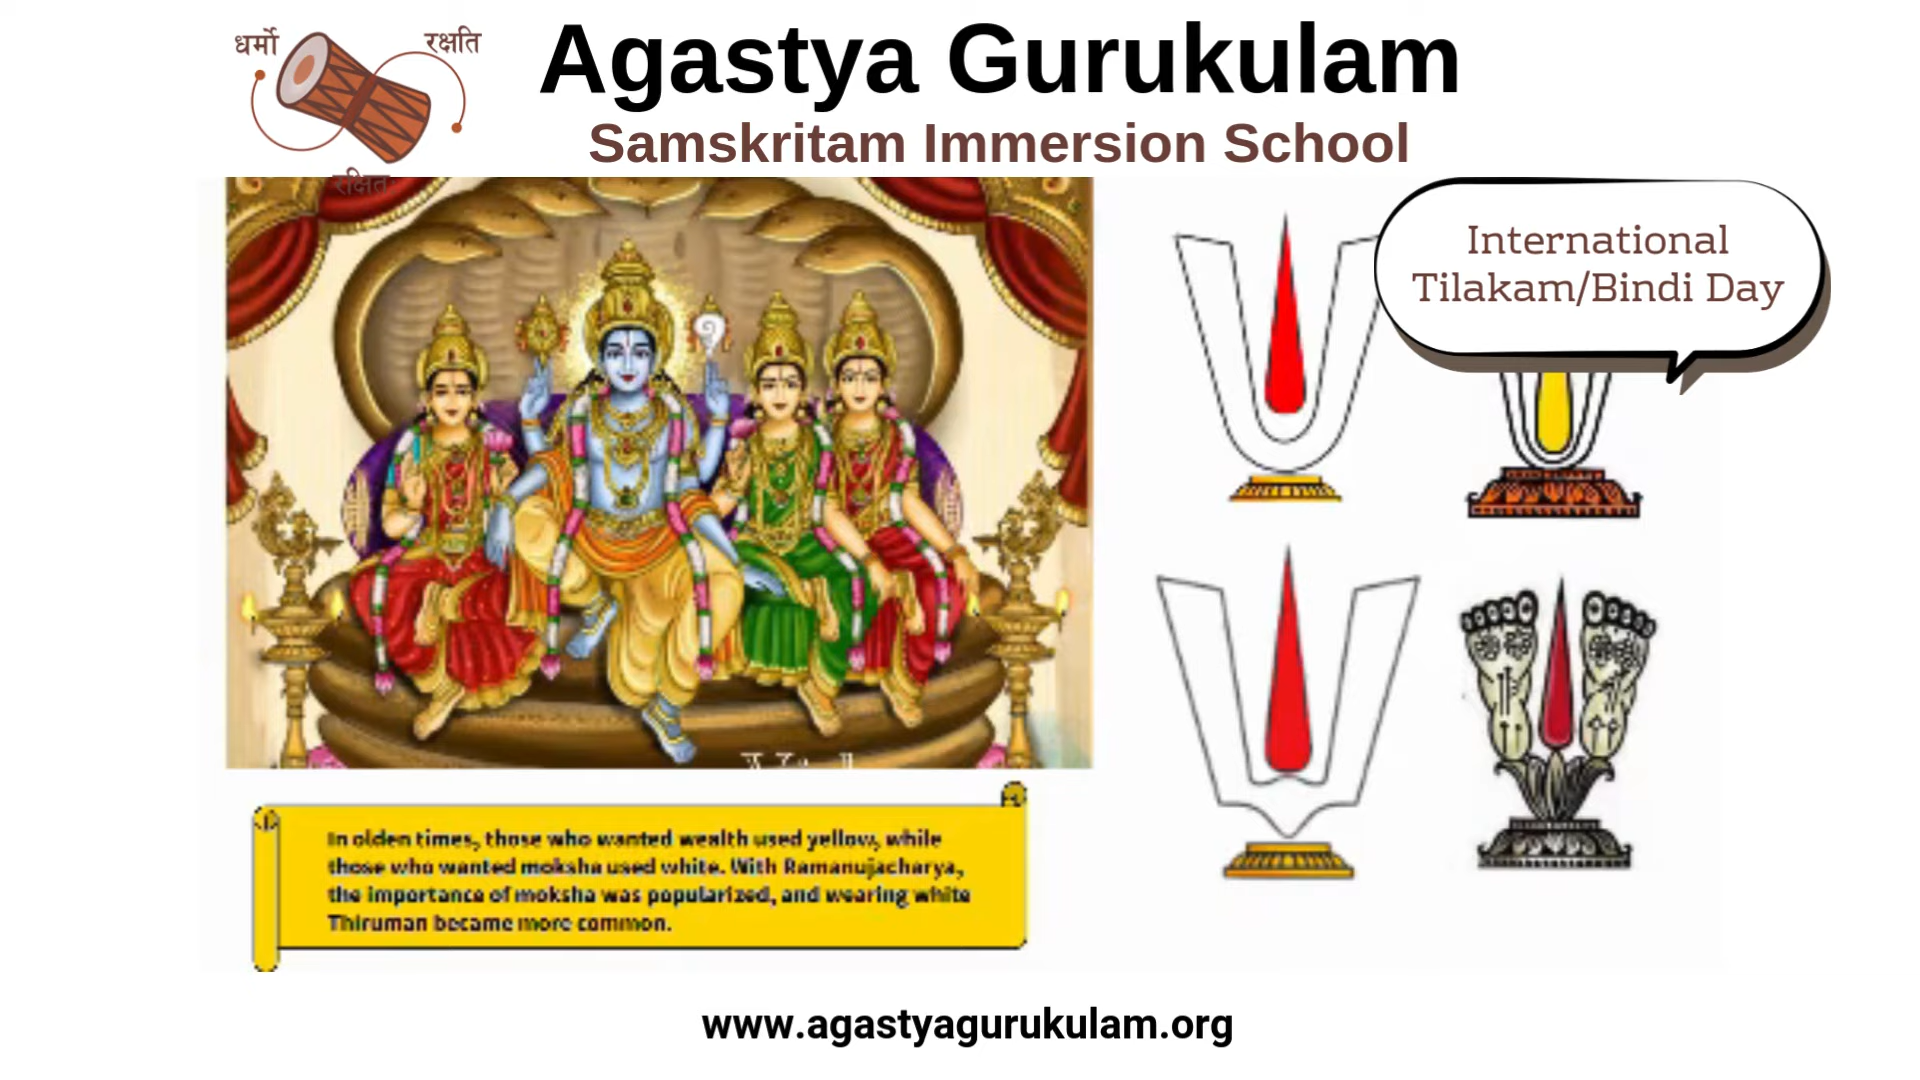 धर्मो
रक्षति
रक्षित
Agastya Gurukulam
Samskritam Immersion School
International
Tilakam/Bindi Day
In olden times, those who wanted wealth used yellow, while
those who wanted moksha used white. With Ramanujacharya,
the importance of moksha was popularized, and wearing white
Thiruman became more common.
www.agastyagurukulam.org